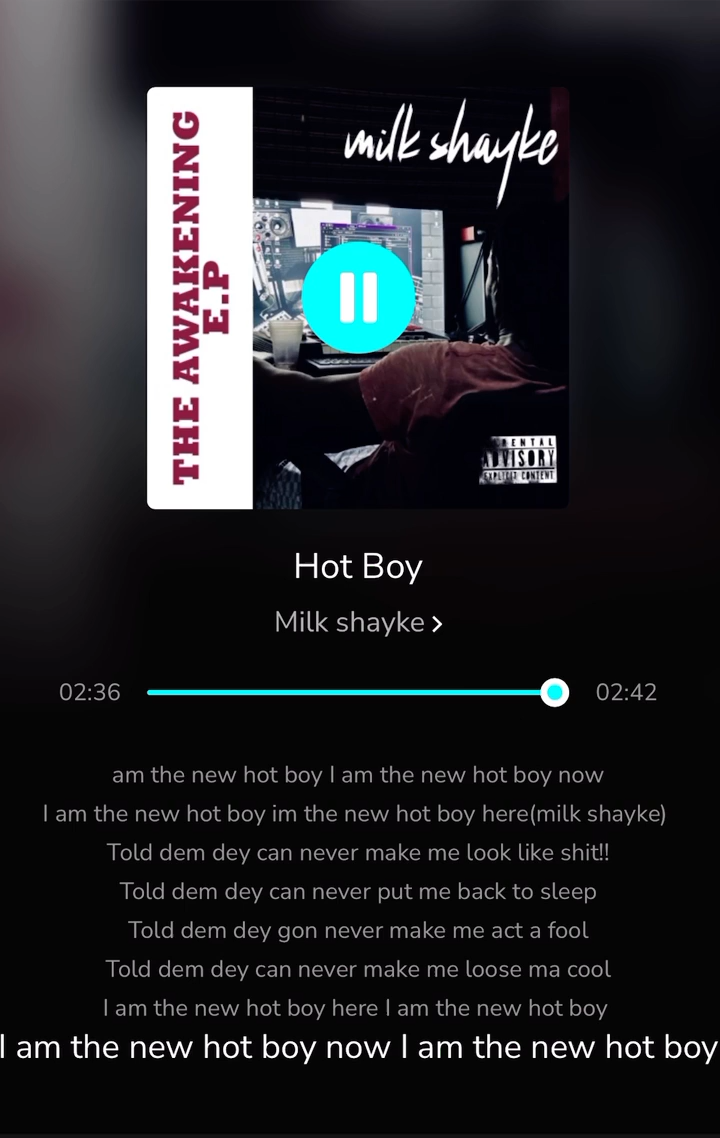 THE AWAKENING
E.P
milk shayke
ADVISORY
EXPLICIT CONTENT
Hot Boy
Milk shayke
02:36
02:42
am the new hot boy I am the new hot boy now
I am the new hot boy im the new hot boy here(milk shayke)
Told dem dey can never make me look like shit!!
Told dem dey can never put me back to sleep
Told dem dey gon never make me act a fool
Told dem dey can never make me loose ma cool
I am the new hot boy here I am the new hot boy
I am the new hot boy now I am the new hot boy